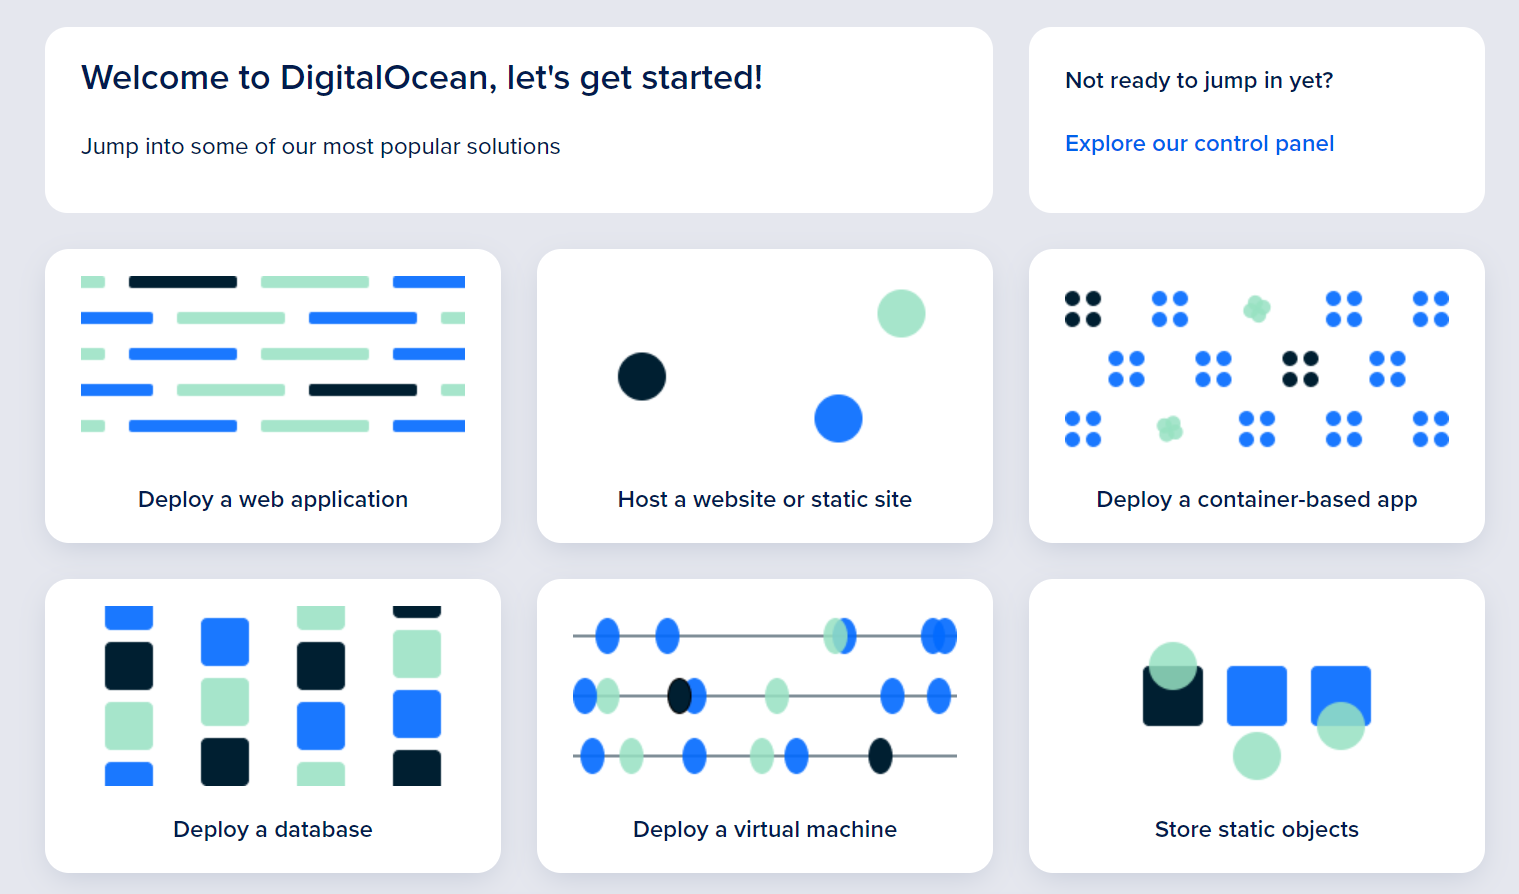 Welcome to DigitalOcean, let's get started!
Jump into some of our most popular solutions
Not ready to jump in yet?
Explore our control panel
Deploy a web application
Host a website or static site
Deploy a container-based app
Deploy a database
Deploy a virtual machine
Store static objects